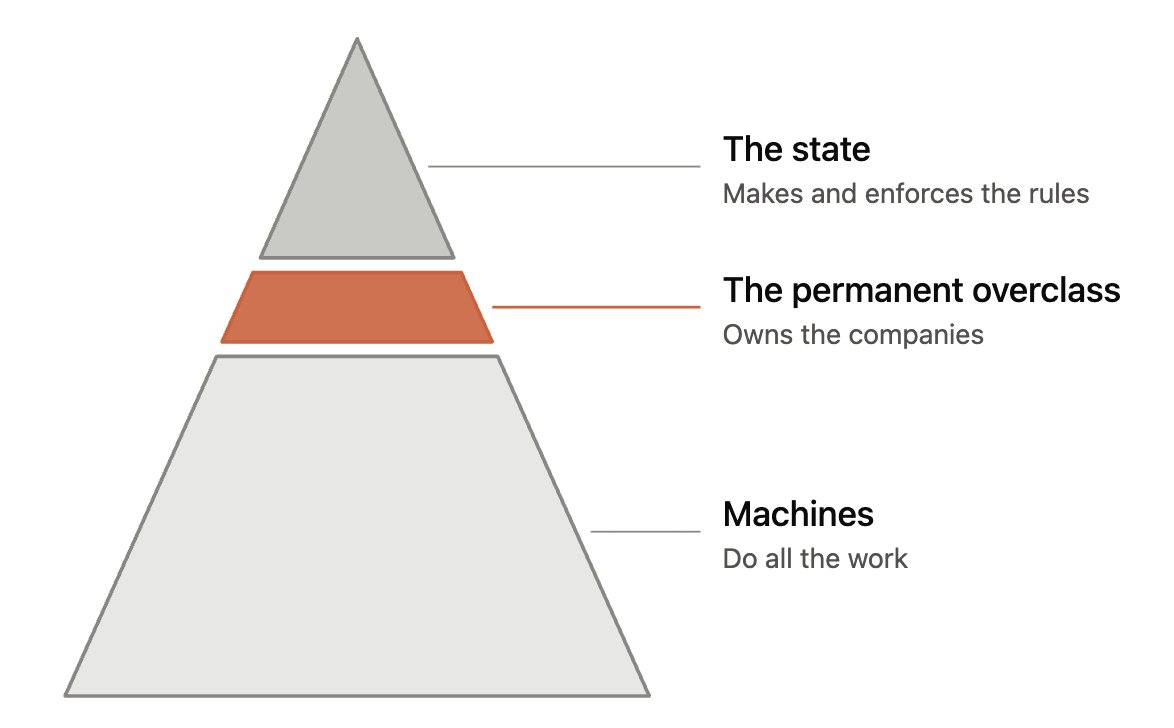 The state
Makes and enforces the rules
The permanent overclass
Owns the companies
Machines
Do all the work